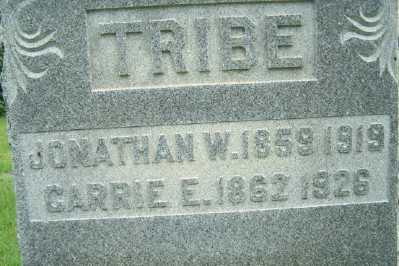 TRIBE
JONATHAN W. 1859 1919
CARRIE E. 1862 1926